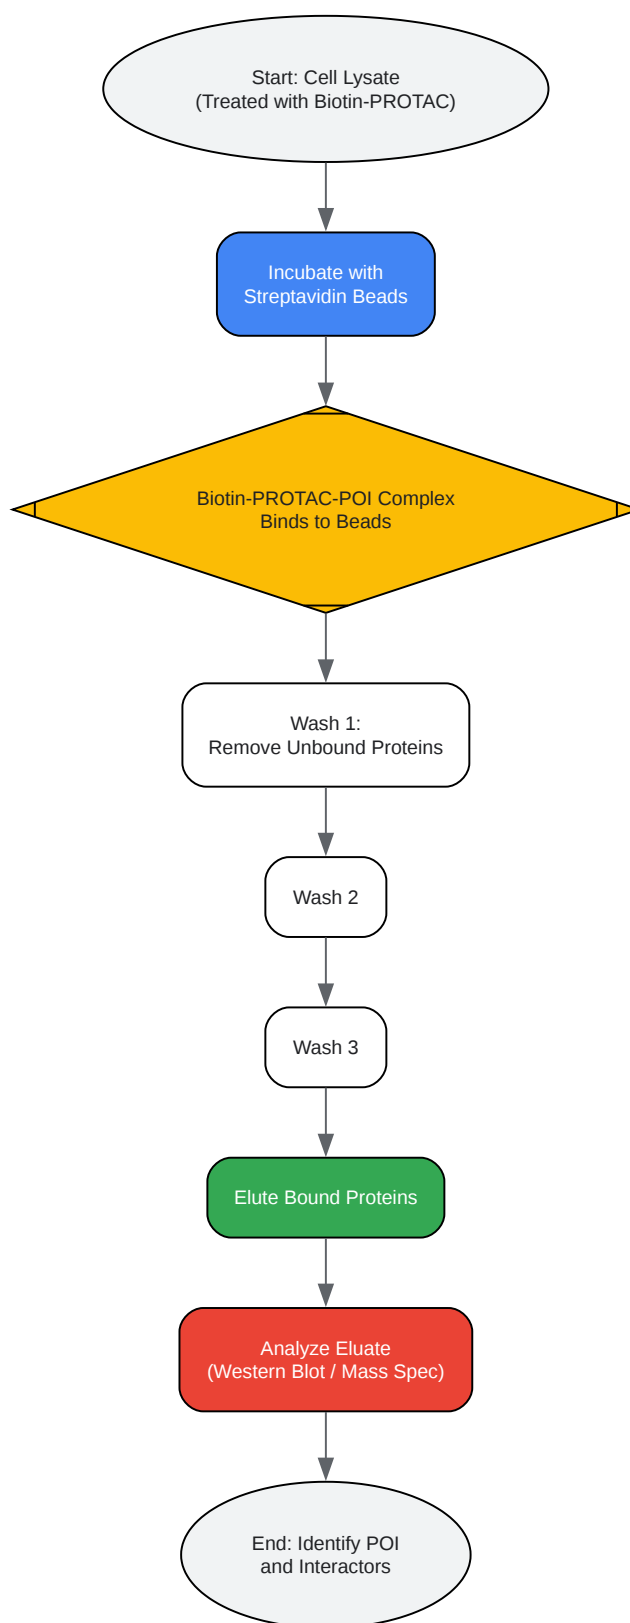 Start: Cell Lysate
(Treated with Biotin-PROTAC)
Incubate with
Streptavidin Beads
Biotin-PROTAC-POI Complex
Binds to Beads
Wash 1:
Remove Unbound Proteins
Wash 2
Wash 3
Elute Bound Proteins
Analyze Eluate
(Western Blot / Mass Spec)
End: Identify POI
and Interactors